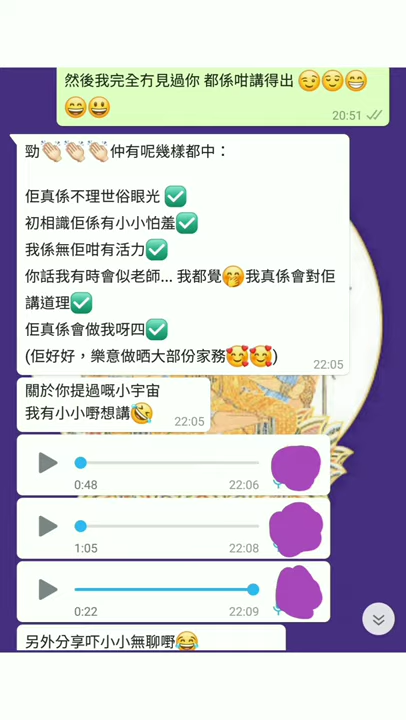 然後我完全冇見過你 都係咁講得出 😉😌😁
😄😃
20:51
勁👏🏻👏🏻👏🏻仲有呢幾樣都中：
佢真係不理世俗眼光 ✅
初相識佢係有小小怕羞✅
我係無佢咁有活力✅
你話我有時會似老師... 我都覺🤭我真係會對佢
講道理✅
佢真係會做我呀四✅
(佢好好，樂意做晒大部份家務🥰🥰)
22:05
關於你提過嘅小宇宙
我有小小嘢想講🤣
22:05
0:48
22:06
1:05
22:08
0:22
22:09
另外分享吓小小無聊嘢😂